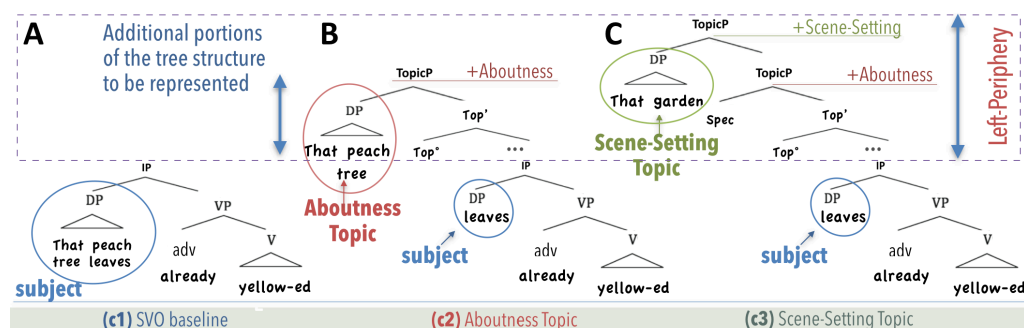 A
Additional portions
of the tree structure
to be represented
IP
DP
That peach
tree leaves
subject
VP
adv
already
V
yellow-ed
(c1) SVO baseline
B
TopicP
+Aboutness
DP
That peach
tree
Aboutness
Topic
Top'
Top°
...
IP
DP
leaves
subject
VP
adv
already
V
yellow-ed
(c2) Aboutness Topic
C
TopicP
+Scene-Setting
DP
That garden
Scene-Setting
Topic
TopicP
+Aboutness
Spec
Top'
Top°
...
IP
DP
leaves
subject
VP
adv
already
V
yellow-ed
(c3) Scene-Setting Topic
Left-Periphery